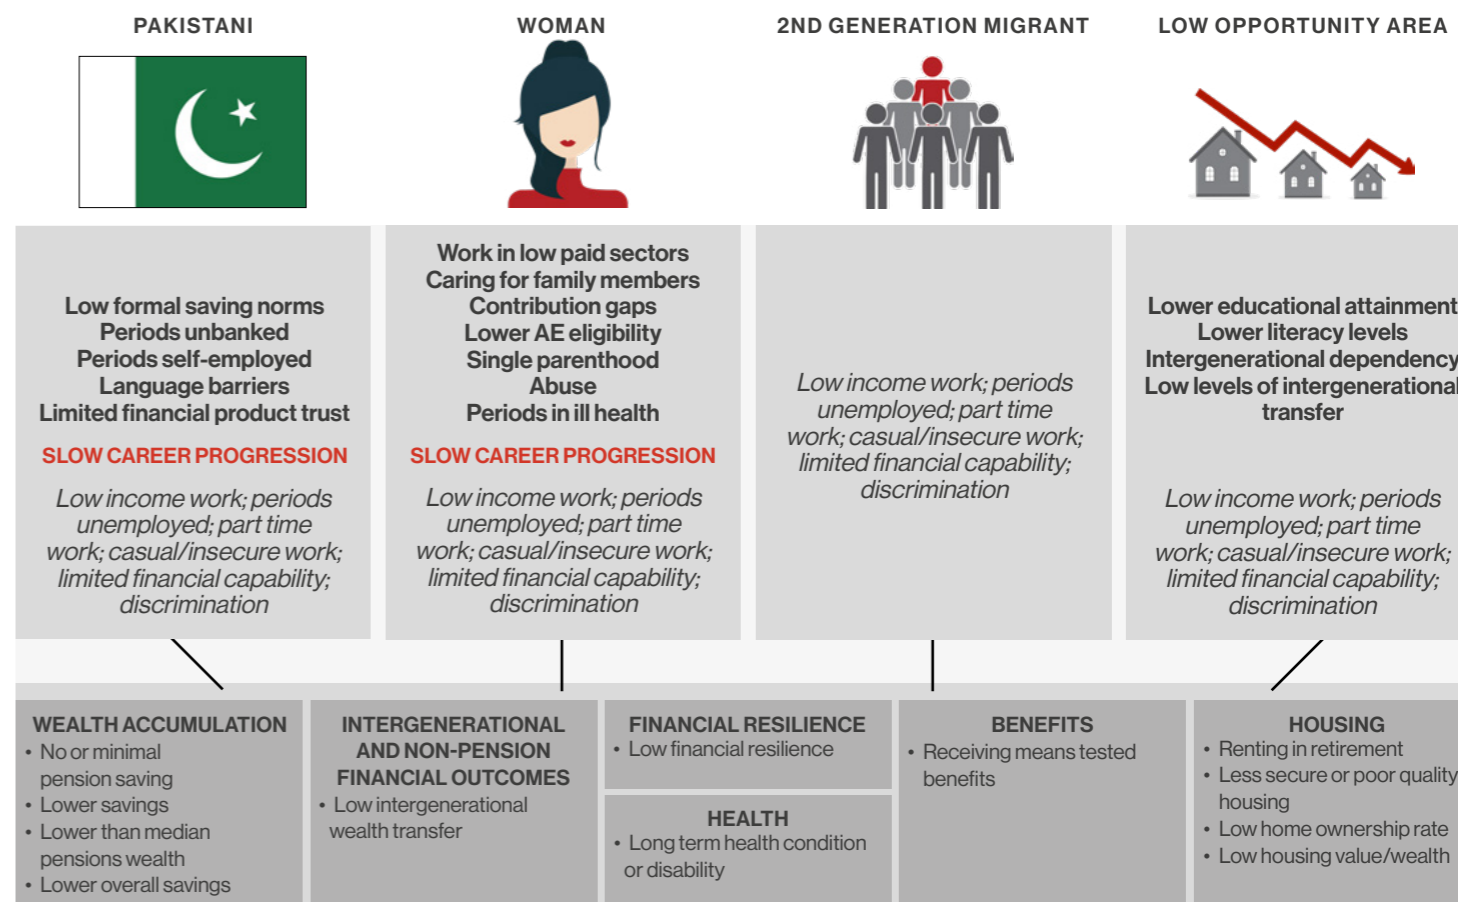 PAKISTANI
WOMAN
2ND GENERATION MIGRANT
LOW OPPORTUNITY AREA
Low formal saving norms
Periods unbanked
Periods self-employed
Language barriers
Limited financial product trust
SLOW CAREER PROGRESSION
Low income work; periods
unemployed; part time
work; casual/insecure work;
limited financial capability;
discrimination
Work in low paid sectors
Caring for family members
Contribution gaps
Lower AE eligibility
Single parenthood
Abuse
Periods in ill health
SLOW CAREER PROGRESSION
Low income work; periods
unemployed; part time
work; casual/insecure work;
limited financial capability;
discrimination
Low income work; periods
unemployed; part time
work; casual/insecure work;
limited financial capability;
discrimination
Lower educational attainment
Lower literacy levels
Intergenerational dependency
Low levels of intergenerational
transfer
Low income work; periods
unemployed; part time
work; casual/insecure work;
limited financial capability;
discrimination
WEALTH ACCUMULATION
• No or minimal
pension saving
• Lower savings
• Lower than median
pensions wealth
• Lower overall savings
INTERGENERATIONAL
AND NON-PENSION
FINANCIAL OUTCOMES
• Low intergenerational
wealth transfer
FINANCIAL RESILIENCE
• Low financial resilience
HEALTH
• Long term health condition
or disability
BENEFITS
• Receiving means tested
benefits
HOUSING
• Renting in retirement
• Less secure or poor quality
housing
• Low home ownership rate
• Low housing value/wealth